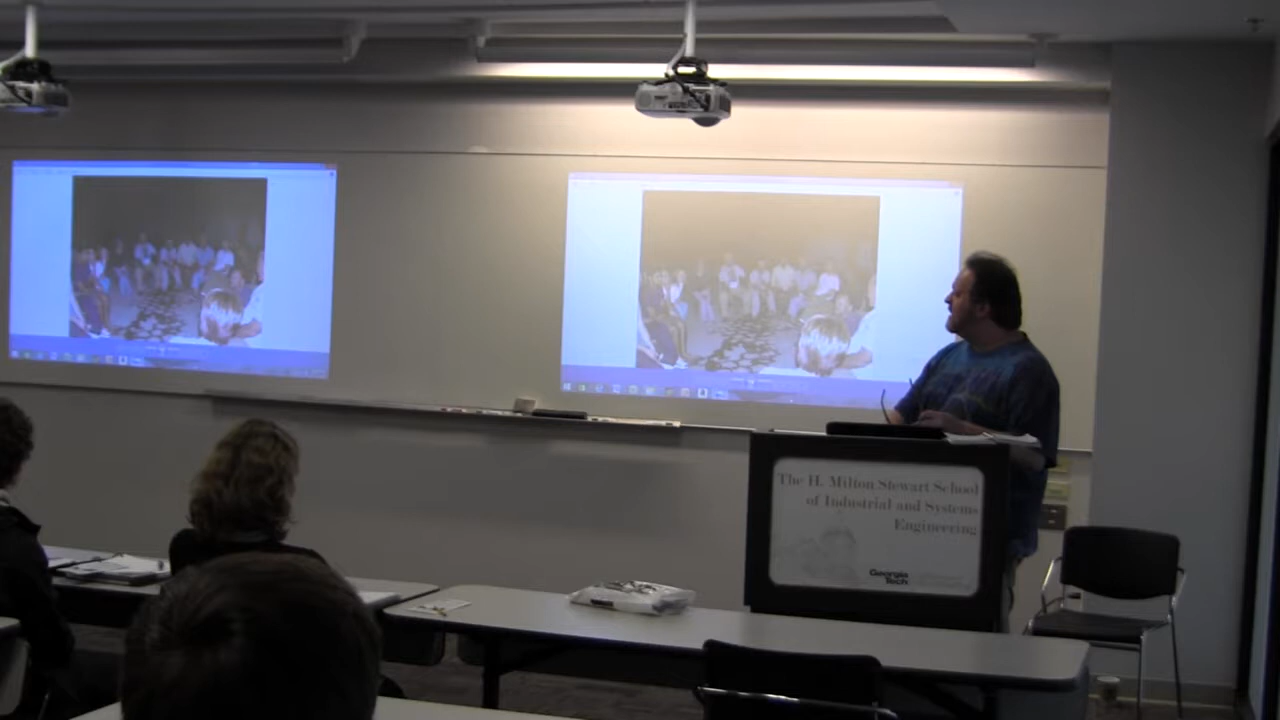 The H. Milton Stewart School
of Industrial and Systems
Engineering
Georgia
Tech